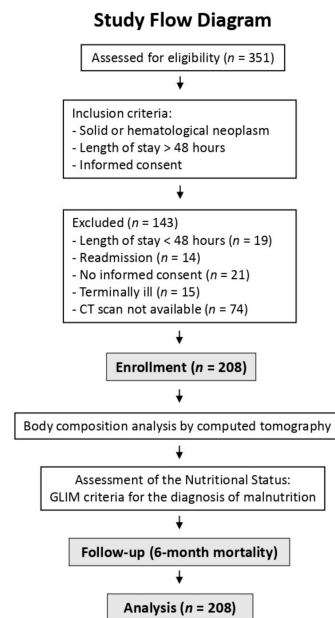 Study Flow Diagram
Assessed for eligibility (n = 351)
Inclusion criteria:
- Solid or hematological neoplasm
- Length of stay > 48 hours
- Informed consent
Excluded (n = 143)
- Length of stay < 48 hours (n = 19)
- Readmission (n = 14)
- No informed consent (n = 21)
- Terminally ill (n = 15)
- CT scan not available (n = 74)
Enrollment (n = 208)
Body composition analysis by computed tomography
Assessment of the Nutritional Status:
GLIM criteria for the diagnosis of malnutrition
Follow-up (6-month mortality)
Analysis (n = 208)